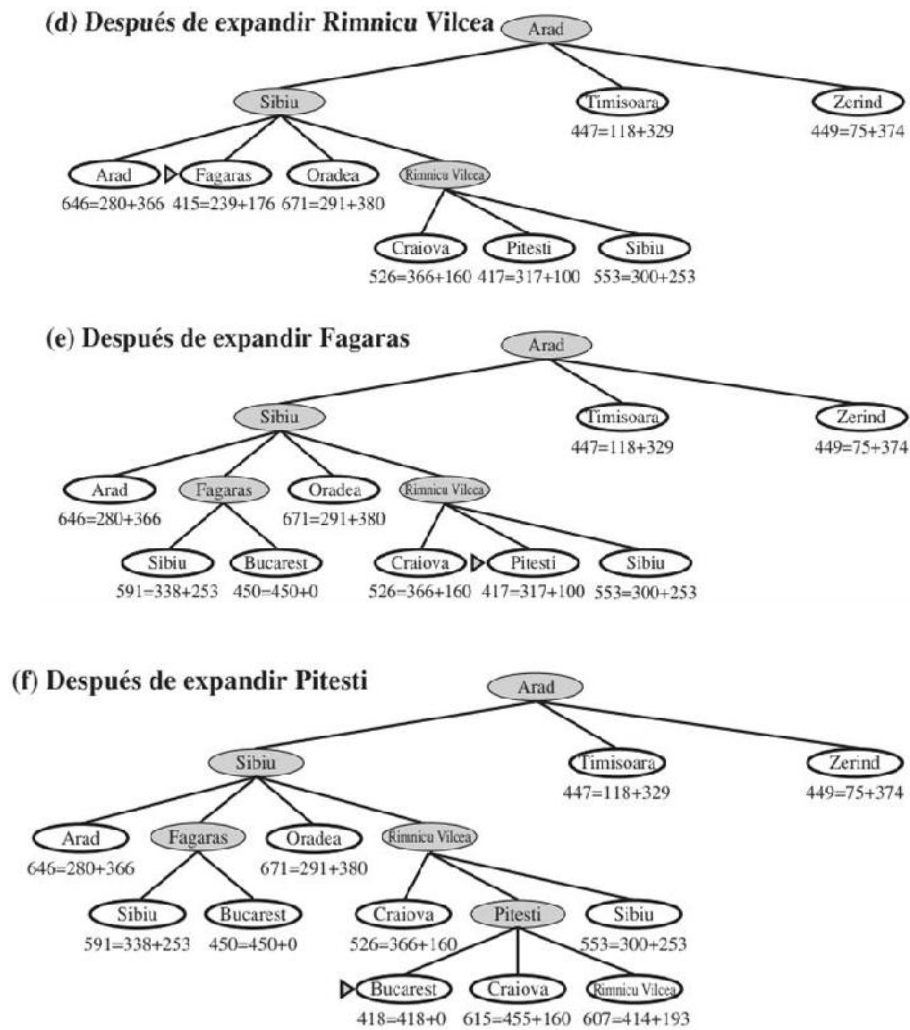 (d) Después de expandir Rimnicu Vilcea
Arad
Sibiu Timisoara Zerind
447=118+329 449=75+374
Arad Fagaras Oradea Rimnicu Vilcea
646=280+366 415=239+176 671=291+380
Craiova Pitesti Sibiu
526=366+160 417=317+100 553=300+253
(e) Después de expandir Fagaras
Arad
Sibiu Timisoara Zerind
447=118+329 449=75+374
Arad Fagaras Oradea Rimnicu Vilcea
646=280+366 671=291+380
Sibiu Bucarest Craiova Pitesti Sibiu
591=338+253 450=450+0 526=366+160 417=317+100 553=300+253
(f) Después de expandir Pitesti
Arad
Sibiu Timisoara Zerind
447=118+329 449=75+374
Arad Fagaras Oradea Rimnicu Vilcea
646=280+366 671=291+380
Sibiu Bucarest Craiova Pitesti Sibiu
591=338+253 450=450+0 526=366+160 553=300+253
Bucarest Craiova Rimnicu Vilcea
418=418+0 615=455+160 607=414+193